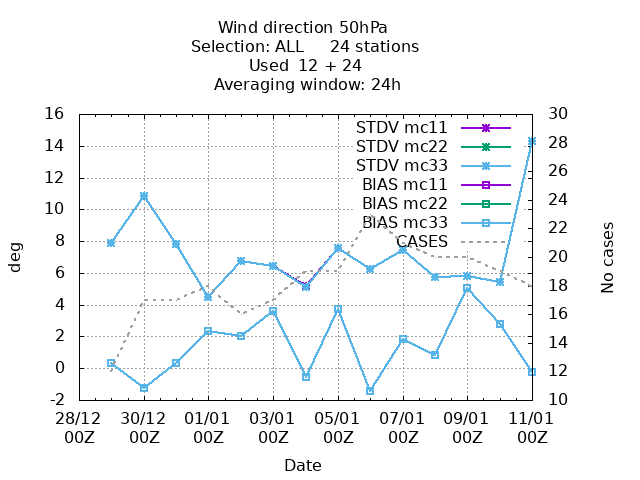 Wind direction 50hPa
Selection: ALL 24 stations
Used 12 + 24
Averaging window: 24h
16 30
14 28
12 26
10 24
8 22
6 20
4 18
2 16
0 14
-2 12
10
deg
No cases
STDV mc11
STDV mc22
STDV mc33
BIAS mc11
BIAS mc22
BIAS mc33
CASES
28/12 30/12 01/01 03/01 05/01 07/01 09/01 11/01
00Z 00Z 00Z 00Z 00Z 00Z 00Z 00Z
Date